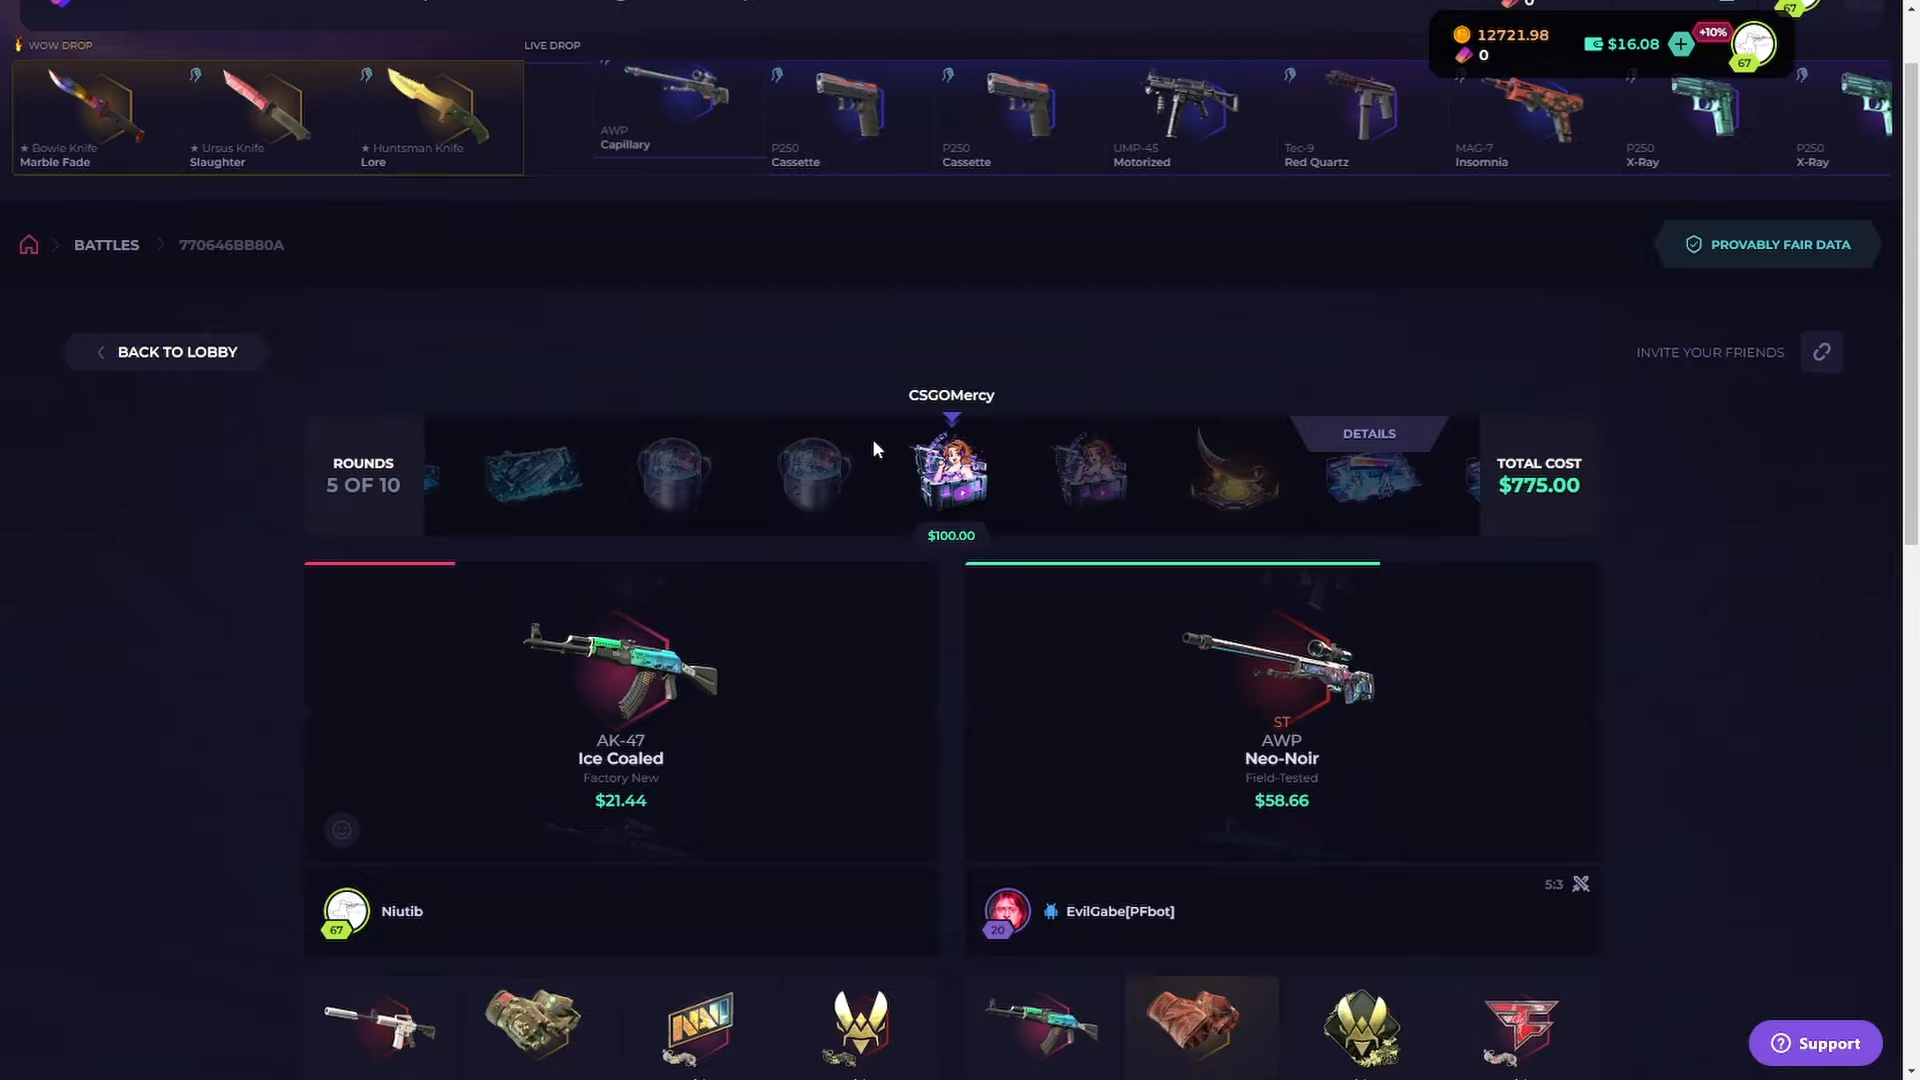 67
0
12721.98
0
$16.08
+10%
67
WOW DROP
LIVE DROP
★ Bowie Knife
Marble Fade
★ Ursus Knife
Slaughter
★ Huntsman Knife
Lore
AWP
Capillary
P250
Cassette
P250
Cassette
UMP-45
Motorized
Tec-9
Red Quartz
MAG-7
Insomnia
P250
X-Ray
P250
X-Ray
BATTLES
770646BB80A
PROVABLY FAIR DATA
BACK TO LOBBY
INVITE YOUR FRIENDS
CSGOMercy
ROUNDS
5 OF 10
DETAILS
TOTAL COST
$775.00
$100.00
AK-47
Ice Coaled
Factory New
$21.44
ST
AWP
Neo-Noir
Field-Tested
$58.66
67
Niutib
20
EvilGabe[PFbot]
5:3
NAVI
Support